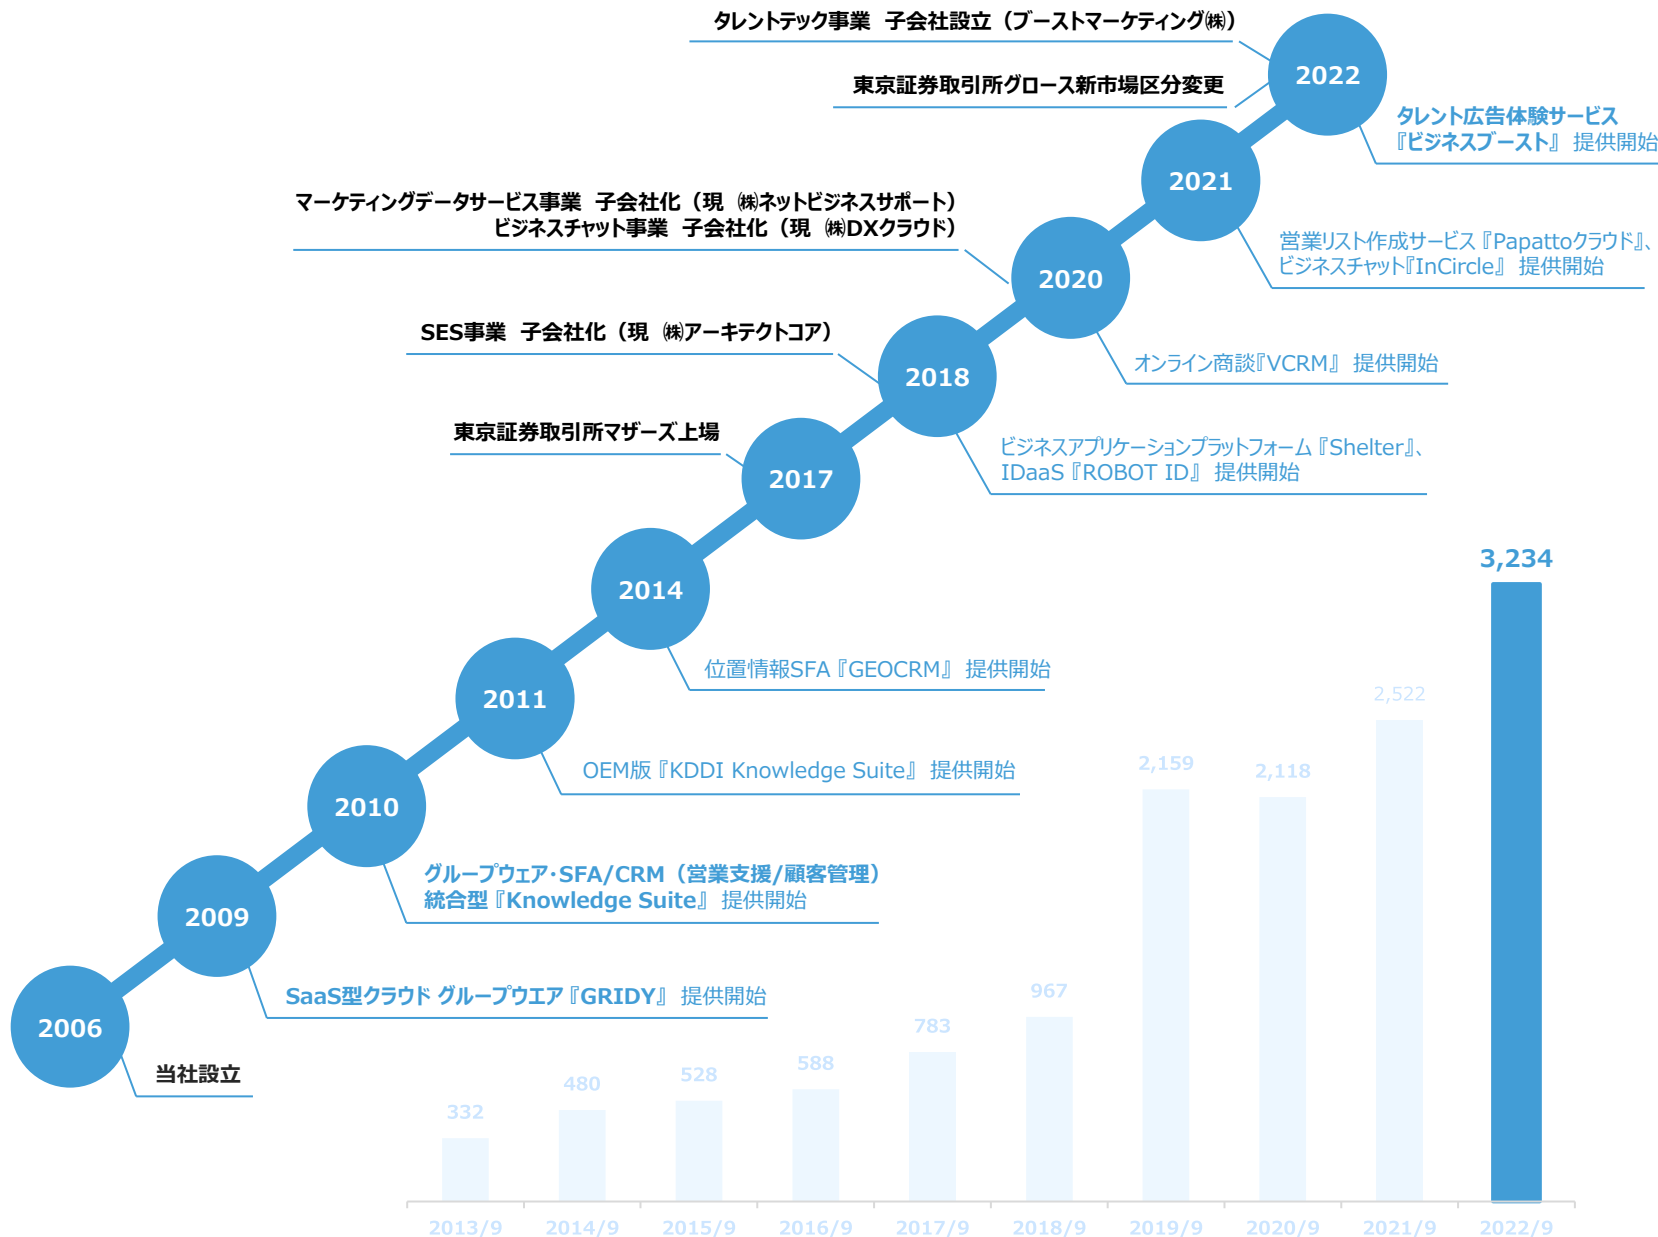 タレントテック事業 子会社設立（ブーストマーケティング㈱）
2022
東京証券取引所グロース新市場区分変更
タレント広告体験サービス
『ビジネスブースト』 提供開始
2021
マーケティングデータサービス事業 子会社化（現 ㈱ネットビジネスサポート）
ビジネスチャット事業 子会社化（現 ㈱DXクラウド）
営業リスト作成サービス『Papattoクラウド』、
ビジネスチャット『InCircle』 提供開始
2020
SES事業 子会社化（現 ㈱アーキテクトコア）
オンライン商談『VCRM』 提供開始
2018
東京証券取引所マザーズ上場
ビジネスアプリケーションプラットフォーム『Shelter』、
IDaaS『ROBOT ID』 提供開始
2017
2014
位置情報SFA『GEOCRM』 提供開始
2011
OEM版『KDDI Knowledge Suite』 提供開始
2010
グループウェア・SFA/CRM（営業支援/顧客管理）
統合型『Knowledge Suite』 提供開始
2009
SaaS型クラウド グループウエア『GRIDY』 提供開始
2006
当社設立
332
480
528
588
783
967
2,159
2,118
2,522
3,234
2013/9
2014/9
2015/9
2016/9
2017/9
2018/9
2019/9
2020/9
2021/9
2022/9